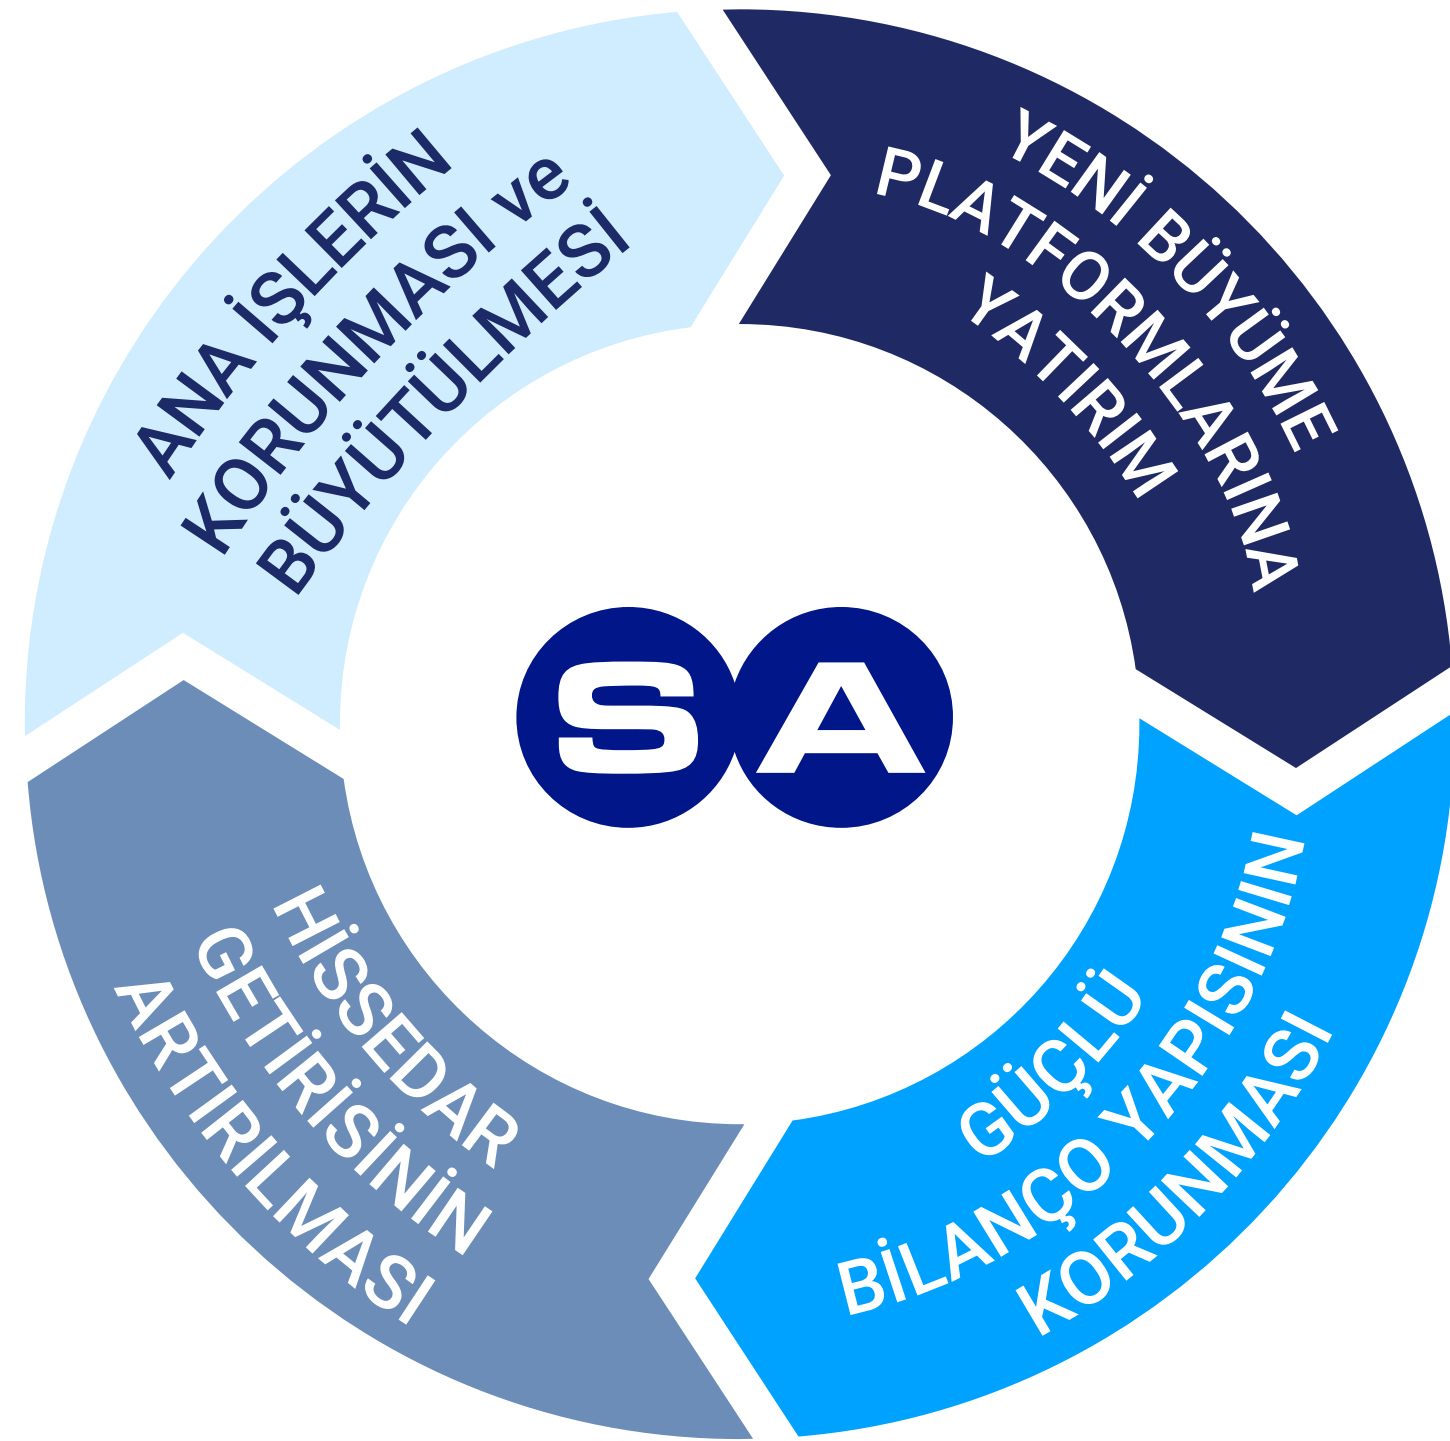 ANA İŞLERİN
KORUNMASI ve
BÜYÜTÜLMESİ
YENİ BÜYÜME
PLATFORMLARINA
YATIRIM
SA
HİSSEDAR
GETİRİSİNİN
ARTIRILMASI
GÜÇLÜ
BİLANÇO YAPISININ
KORUNMASI